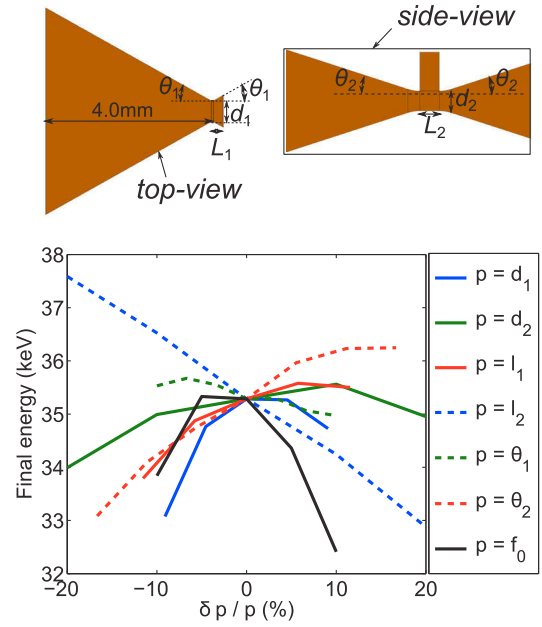 side-view
θ₁
θ₁
4.0mm
d₁
L₁
top-view
θ₂
θ₂
d₂
L₂
38
37
36
35
34
33
32
Final energy (keV)
−20
−10
0
10
20
δ p / p (%)
p = d₁
p = d₂
p = l₁
p = l₂
p = θ₁
p = θ₂
p = f₀